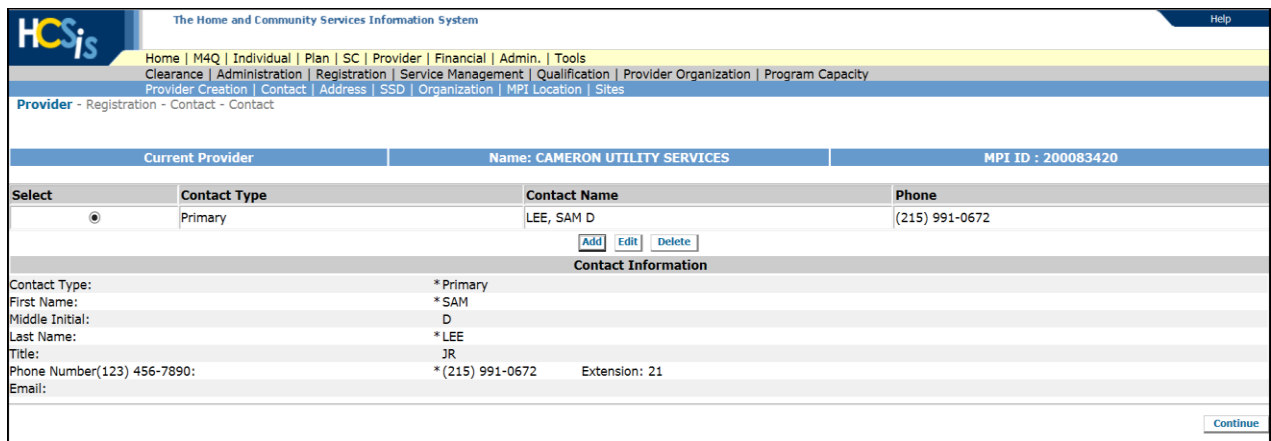 HCSis
The Home and Community Services Information System
Help
Home | M4Q | Individual | Plan | SC | Provider | Financial | Admin. | Tools
Clearance | Administration | Registration | Service Management | Qualification | Provider Organization | Program Capacity
Provider Creation | Contact | Address | SSD | Organization | MPI Location | Sites
Provider - Registration - Contact - Contact
Current Provider Name: CAMERON UTILITY SERVICES MPI ID : 200083420
Select Contact Type Contact Name Phone
Primary LEE, SAM D (215) 991-0672
Add Edit Delete
Contact Information
Contact Type: *Primary
First Name: *SAM
Middle Initial: D
Last Name: *LEE
Title: JR
Phone Number(123) 456-7890: *(215) 991-0672 Extension: 21
Email:
Continue